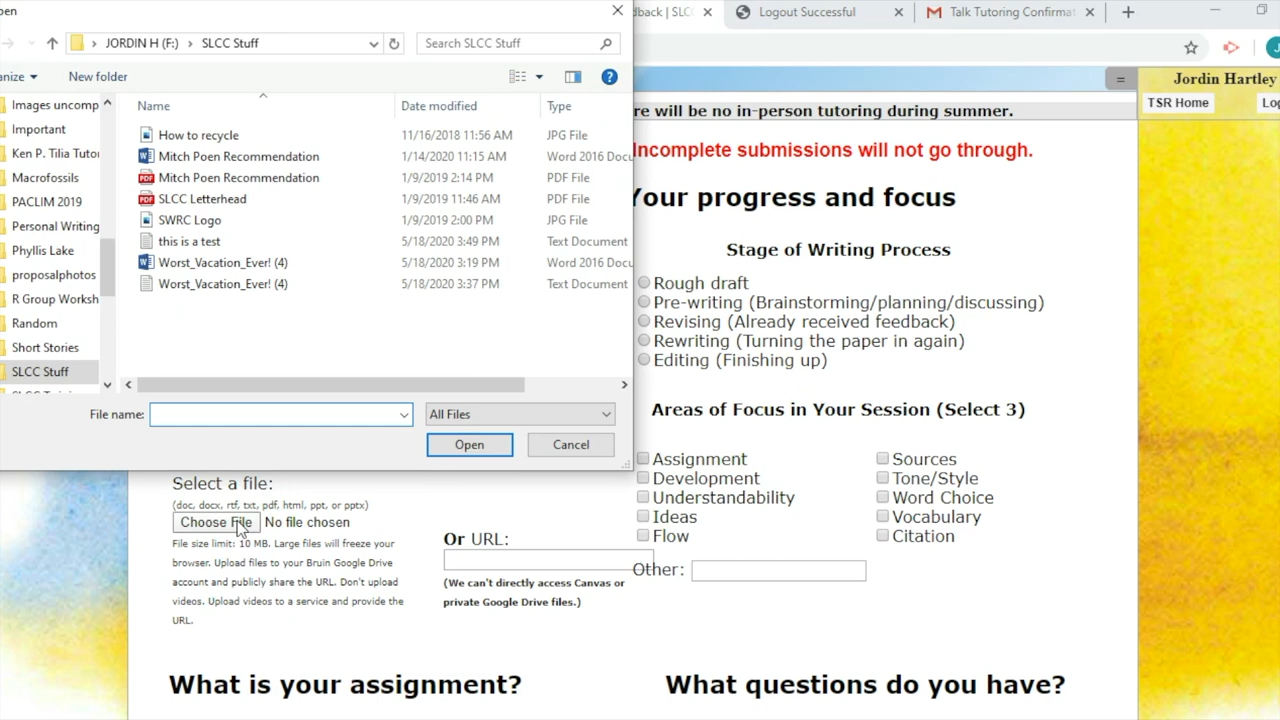 pen
dback | SLC
Logout Successful
Talk Tutoring Confirmat
JORDIN H (F:)
SLCC Stuff
Search SLCC Stuff
anize
New folder
=
Jordin Hartley
TSR Home
Log
Images uncomp
Important
Ken P. Tilia Tutor
Macrofossils
PACLIM 2019
Personal Writing
Phyllis Lake
proposalphotos
R Group Worksh
Random
Short Stories
SLCC Stuff
Name
Date modified
Type
How to recycle
11/16/2018 11:56 AM
JPG File
Mitch Poen Recommendation
1/14/2020 11:15 AM
Word 2016 Docu
Mitch Poen Recommendation
1/9/2019 2:14 PM
PDF File
SLCC Letterhead
1/9/2019 11:46 AM
PDF File
SWRC Logo
1/9/2019 2:00 PM
JPG File
this is a test
5/18/2020 3:49 PM
Text Document
Worst_Vacation_Ever! (4)
5/18/2020 3:19 PM
Word 2016 Docu
Worst_Vacation_Ever! (4)
5/18/2020 3:37 PM
Text Document
File name:
All Files
Open
Cancel
re will be no in-person tutoring during summer.
Incomplete submissions will not go through.
Your progress and focus
Stage of Writing Process
Rough draft
Pre-writing (Brainstorming/planning/discussing)
Revising (Already received feedback)
Rewriting (Turning the paper in again)
Editing (Finishing up)
Areas of Focus in Your Session (Select 3)
Assignment
Development
Understandability
Ideas
Flow
Sources
Tone/Style
Word Choice
Vocabulary
Citation
Other:
Select a file:
(doc, docx, rtf, txt, pdf, html, ppt, or pptx)
Choose File No file chosen
File size limit: 10 MB. Large files will freeze your
browser. Upload files to your Bruin Google Drive
account and publicly share the URL. Don't upload
videos. Upload videos to a service and provide the
URL.
Or URL:
(We can't directly access Canvas or
private Google Drive files.)
What is your assignment?
What questions do you have?